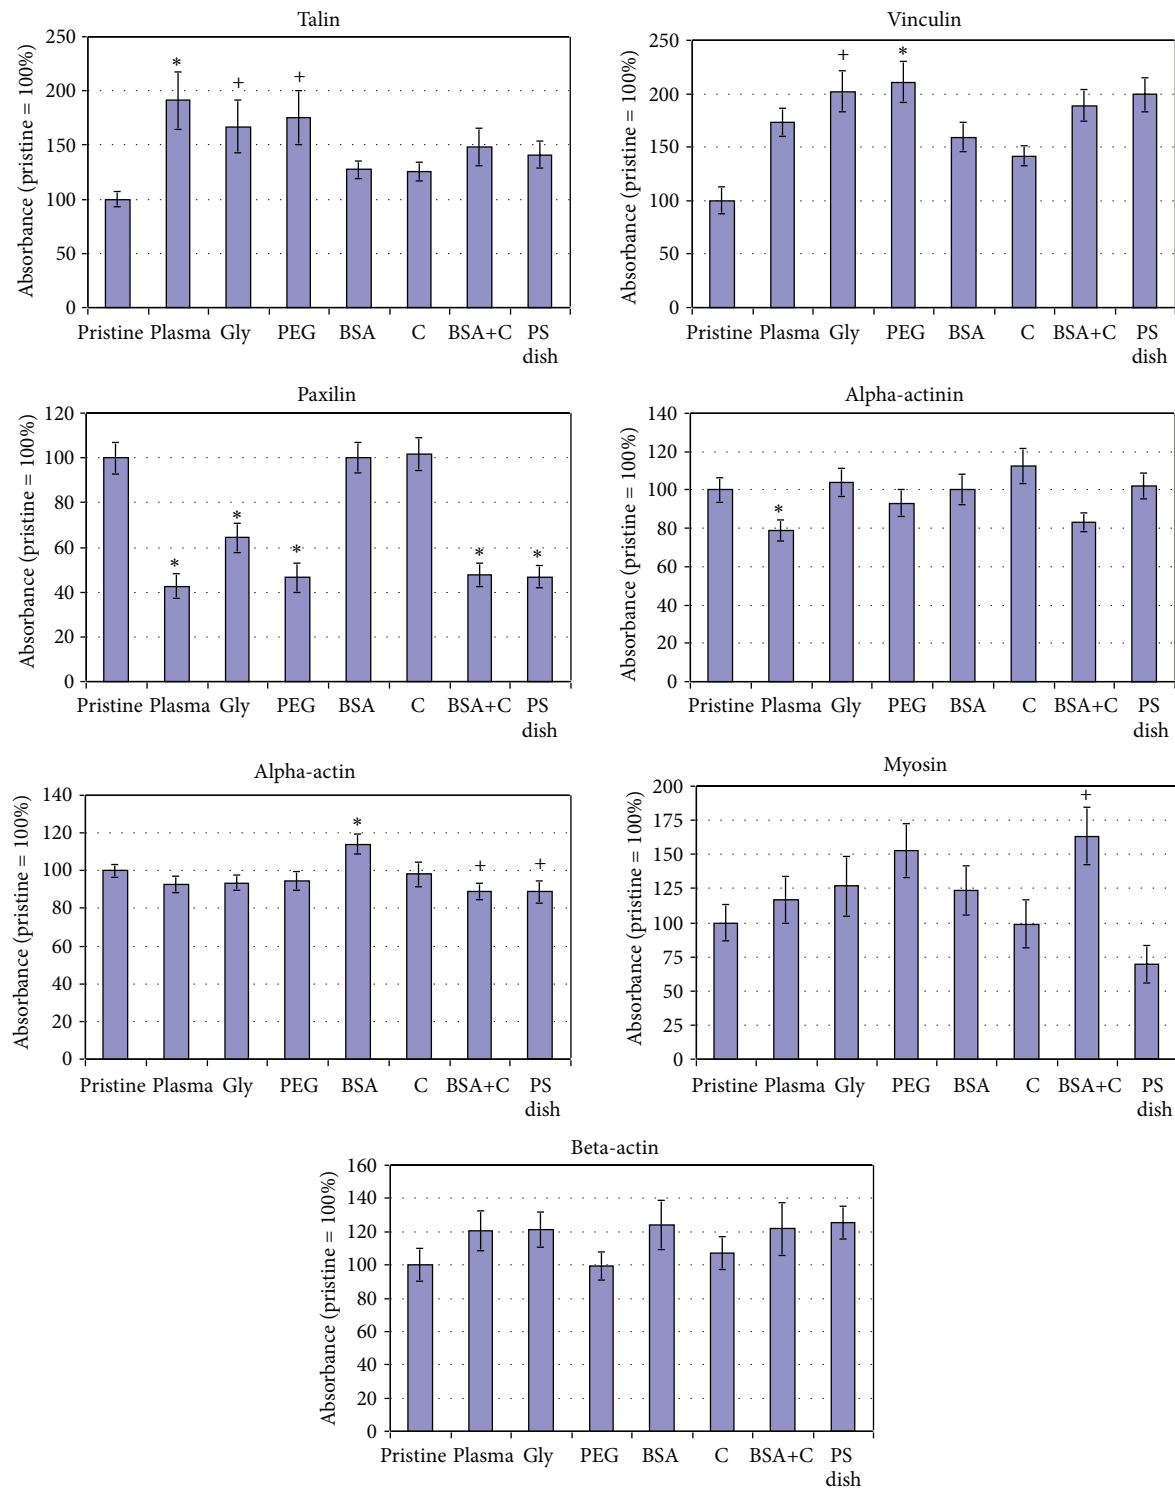 Talin
Absorbance (pristine = 100%)
250
200
150
100
50
0
* + +
Pristine Plasma Gly PEG BSA C BSA+C PS
dish
Vinculin
Absorbance (pristine = 100%)
250
200
150
100
50
0
+ *
Pristine Plasma Gly PEG BSA C BSA+C PS
dish
Paxilin
Absorbance (pristine = 100%)
120
100
80
60
40
20
0
* * * * *
Pristine Plasma Gly PEG BSA C BSA+C PS
dish
Alpha-actinin
Absorbance (pristine = 100%)
140
120
100
80
60
40
20
0
*
Pristine Plasma Gly PEG BSA C BSA+C PS
dish
Alpha-actin
Absorbance (pristine = 100%)
140
120
100
80
60
40
20
0
* + +
Pristine Plasma Gly PEG BSA C BSA+C PS
dish
Myosin
Absorbance (pristine = 100%)
200
175
150
125
100
75
50
25
0
+
Pristine Plasma Gly PEG BSA C BSA+C PS
dish
Beta-actin
Absorbance (pristine = 100%)
160
140
120
100
80
60
40
20
0
Pristine Plasma Gly PEG BSA C BSA+C PS
dish